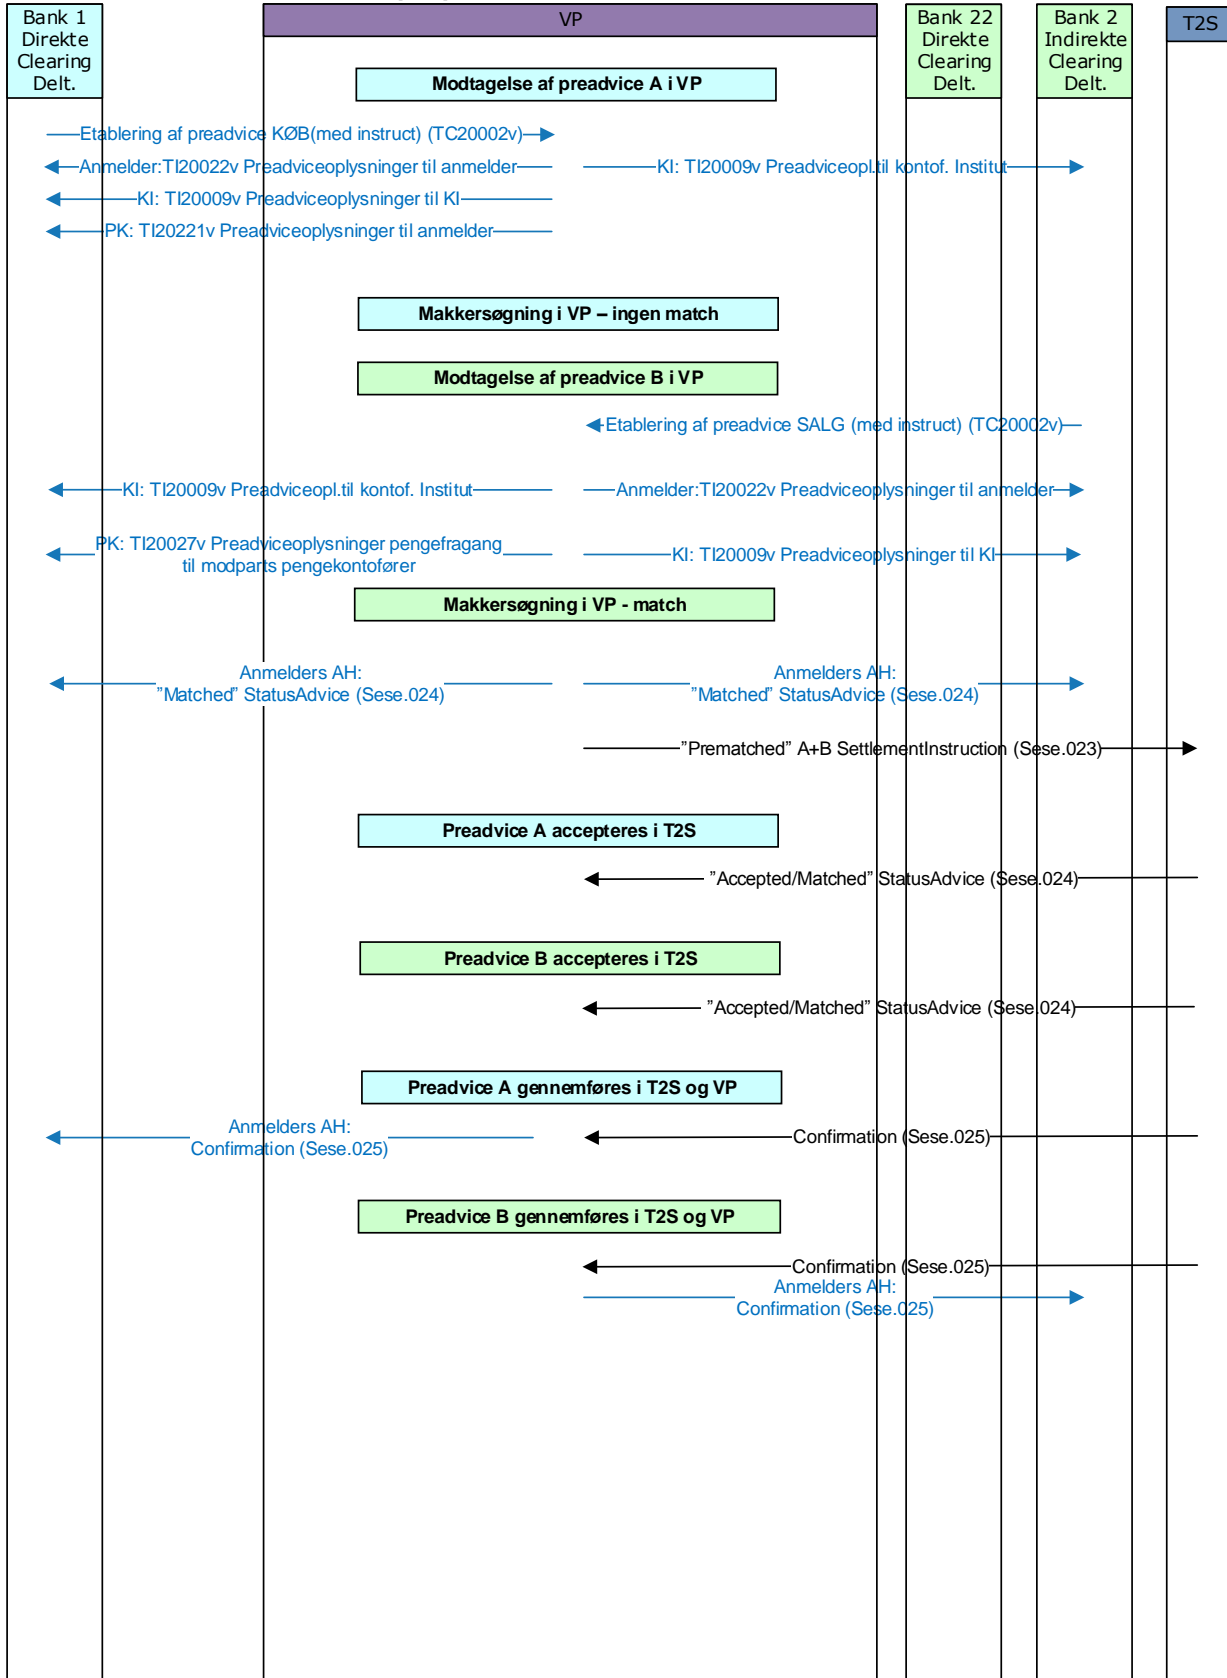 Bank 1
Direkte
Clearing
Delt.
VP
Bank 22
Direkte
Clearing
Delt.
Bank 2
Indirekte
Clearing
Delt.
T2S
Modtagelse af preadvice A i VP
Etablering af preadvice KØB(med instruct) (TC20002v)
Anmelder:TI20022v Preadviceoplysninger til anmelder
KI: TI20009v Preadviceopl.til kontof. Institut
KI: TI20009v Preadviceoplysninger til KI
PK: TI20221v Preadviceoplysninger til anmelder
Makkersøgning i VP – ingen match
Modtagelse af preadvice B i VP
Etablering af preadvice SALG (med instruct) (TC20002v)
KI: TI20009v Preadviceopl.til kontof. Institut
Anmelder:TI20022v Preadviceoplysninger til anmelder
PK: TI20027v Preadviceoplysninger pengefragang
til modparts pengekontofører
KI: TI20009v Preadviceoplysninger til KI
Makkersøgning i VP - match
Anmelders AH:
”Matched” StatusAdvice (Sese.024)
Anmelders AH:
”Matched” StatusAdvice (Sese.024)
”Prematched” A+B SettlementInstruction (Sese.023)
Preadvice A accepteres i T2S
”Accepted/Matched” StatusAdvice (Sese.024)
Preadvice B accepteres i T2S
”Accepted/Matched” StatusAdvice (Sese.024)
Preadvice A gennemføres i T2S og VP
Anmelders AH:
Confirmation (Sese.025)
Confirmation (Sese.025)
Preadvice B gennemføres i T2S og VP
Confirmation (Sese.025)
Anmelders AH:
Confirmation (Sese.025)